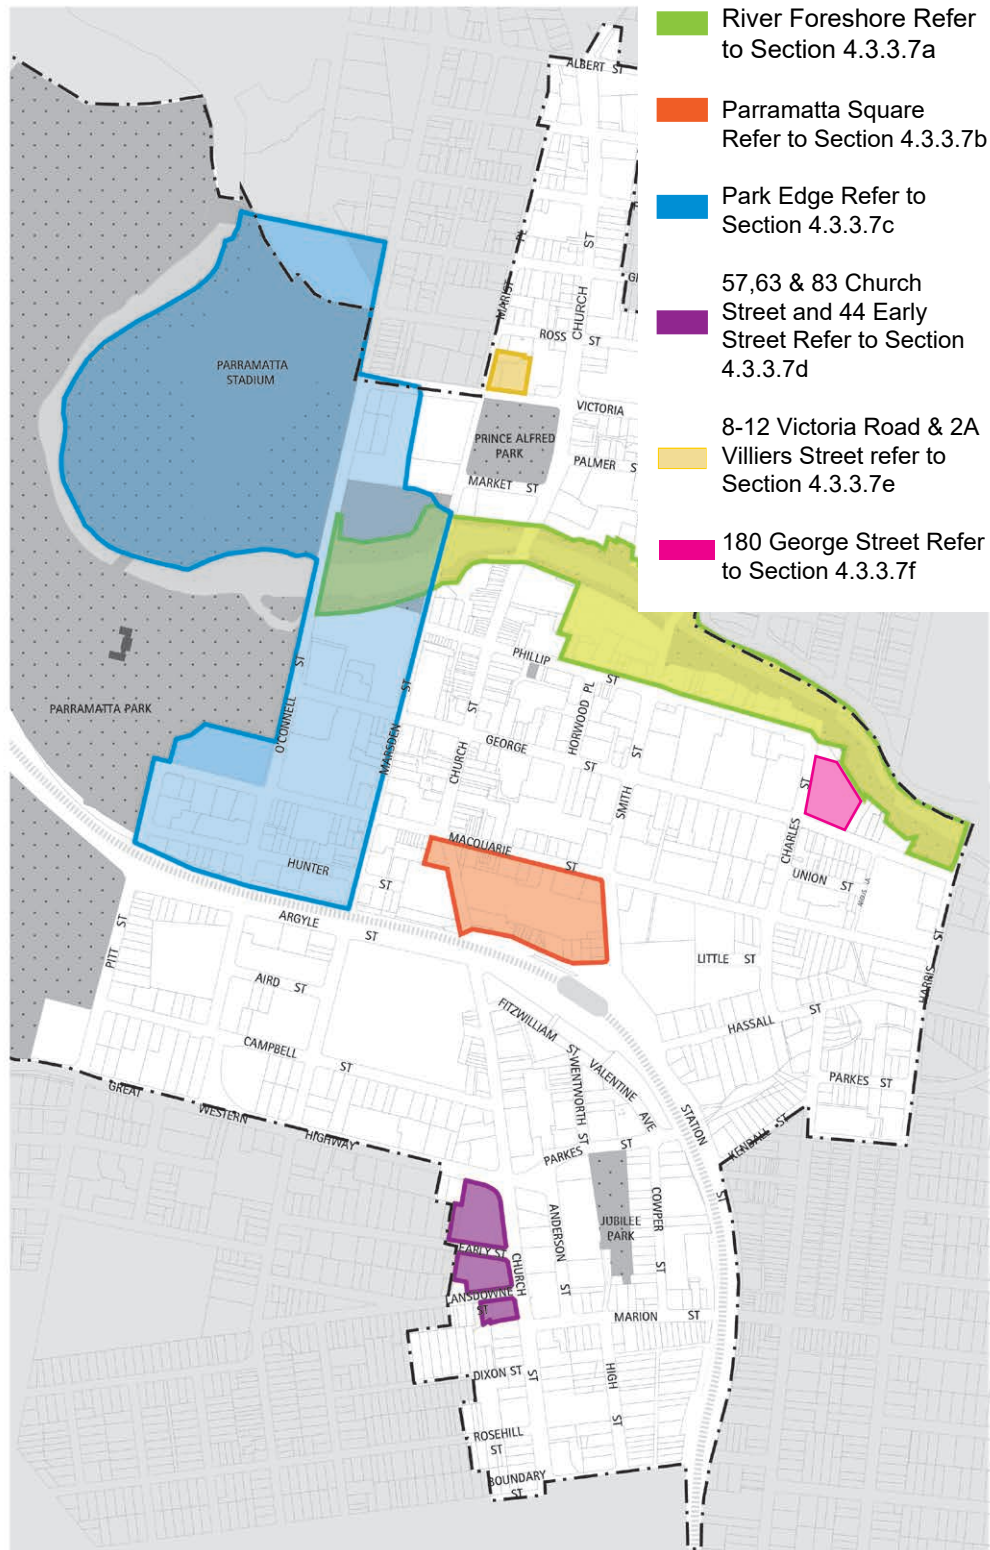 River Foreshore Refer
to Section 4.3.3.7a
Parramatta Square
Refer to Section 4.3.3.7b
Park Edge Refer to
Section 4.3.3.7c
57,63 & 83 Church
Street and 44 Early
Street Refer to Section
4.3.3.7d
8-12 Victoria Road & 2A
Villiers Street refer to
Section 4.3.3.7e
180 George Street Refer
to Section 4.3.3.7f
ALBERT ST
MARIST
CHURCH ST
ROSS ST
PARRAMATTA
STADIUM
VICTORIA
PRINCE ALFRED
PARK
PALMER S
MARKET ST
PHILLIP ST
PARRAMATTA PARK
O'CONNELL ST
MARSDEN ST
CHURCH ST
GEORGE ST
HORWOOD PL
SMITH ST
CHARLES ST
MACQUARIE ST
HUNTER ST
UNION ST
ARGYLE ST
PITT ST
LITTLE ST
HARRIS ST
AIRD ST
HASSALL ST
FITZWILLIAM ST
CAMPBELL ST
WENTWORTH ST
VALENTINE AVE
PARKES ST
GREAT WESTERN HIGHWAY
STATION ST
KENDALL ST
PARKES ST
ANDERSON ST
JUBILEE
PARK
COWPER ST
EARLY ST
CHURCH ST
LANSDOWNE
ST
MARION ST
DIXON ST
HIGH ST
ROSEHILL
ST
BOUNDARY
ST